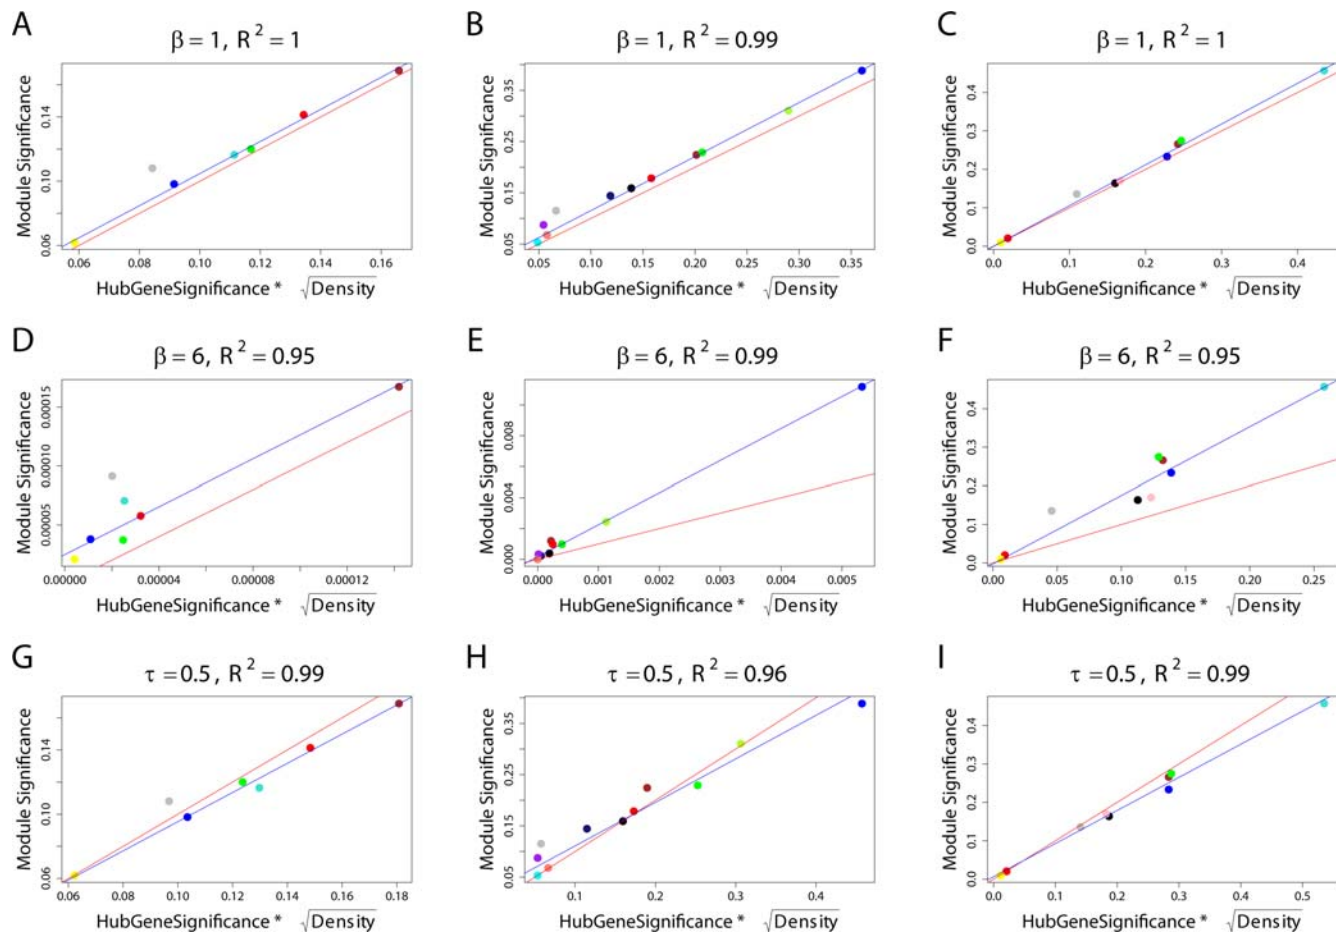 A
β = 1, R² = 1
Module Significance
0.06 0.10 0.14
0.06 0.08 0.10 0.12 0.14 0.16
HubGeneSignificance * √Density
B
β = 1, R² = 0.99
Module Significance
0.05 0.15 0.25 0.35
0.05 0.10 0.15 0.20 0.25 0.30 0.35
HubGeneSignificance * √Density
C
β = 1, R² = 1
Module Significance
0.0 0.1 0.2 0.3 0.4
0.0 0.1 0.2 0.3 0.4
HubGeneSignificance * √Density
D
β = 6, R² = 0.95
Module Significance
0.00005 0.00010 0.00015
0.00000 0.00004 0.00008 0.00012
HubGeneSignificance * √Density
E
β = 6, R² = 0.99
Module Significance
0.000 0.004 0.008
0.000 0.001 0.002 0.003 0.004 0.005
HubGeneSignificance * √Density
F
β = 6, R² = 0.95
Module Significance
0.0 0.1 0.2 0.3 0.4
0.00 0.05 0.10 0.15 0.20 0.25
HubGeneSignificance * √Density
G
τ = 0.5, R² = 0.99
Module Significance
0.06 0.10 0.14
0.06 0.08 0.10 0.12 0.14 0.16 0.18
HubGeneSignificance * √Density
H
τ = 0.5, R² = 0.96
Module Significance
0.05 0.15 0.25 0.35
0.1 0.2 0.3 0.4
HubGeneSignificance * √Density
I
τ = 0.5, R² = 0.99
Module Significance
0.0 0.1 0.2 0.3 0.4
0.0 0.1 0.2 0.3 0.4 0.5
HubGeneSignificance * √Density